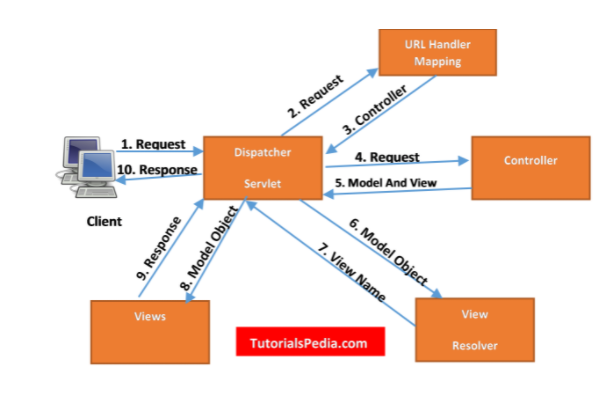 URL Handler
Mapping
2. Request
3. Controller
1. Request
10. Response
Dispatcher
Servlet
4. Request
5. Model And View
Controller
Client
9. Response
8. Model Object
7. View Name
6. Model Object
Views
TutorialsPedia.com
View
Resolver